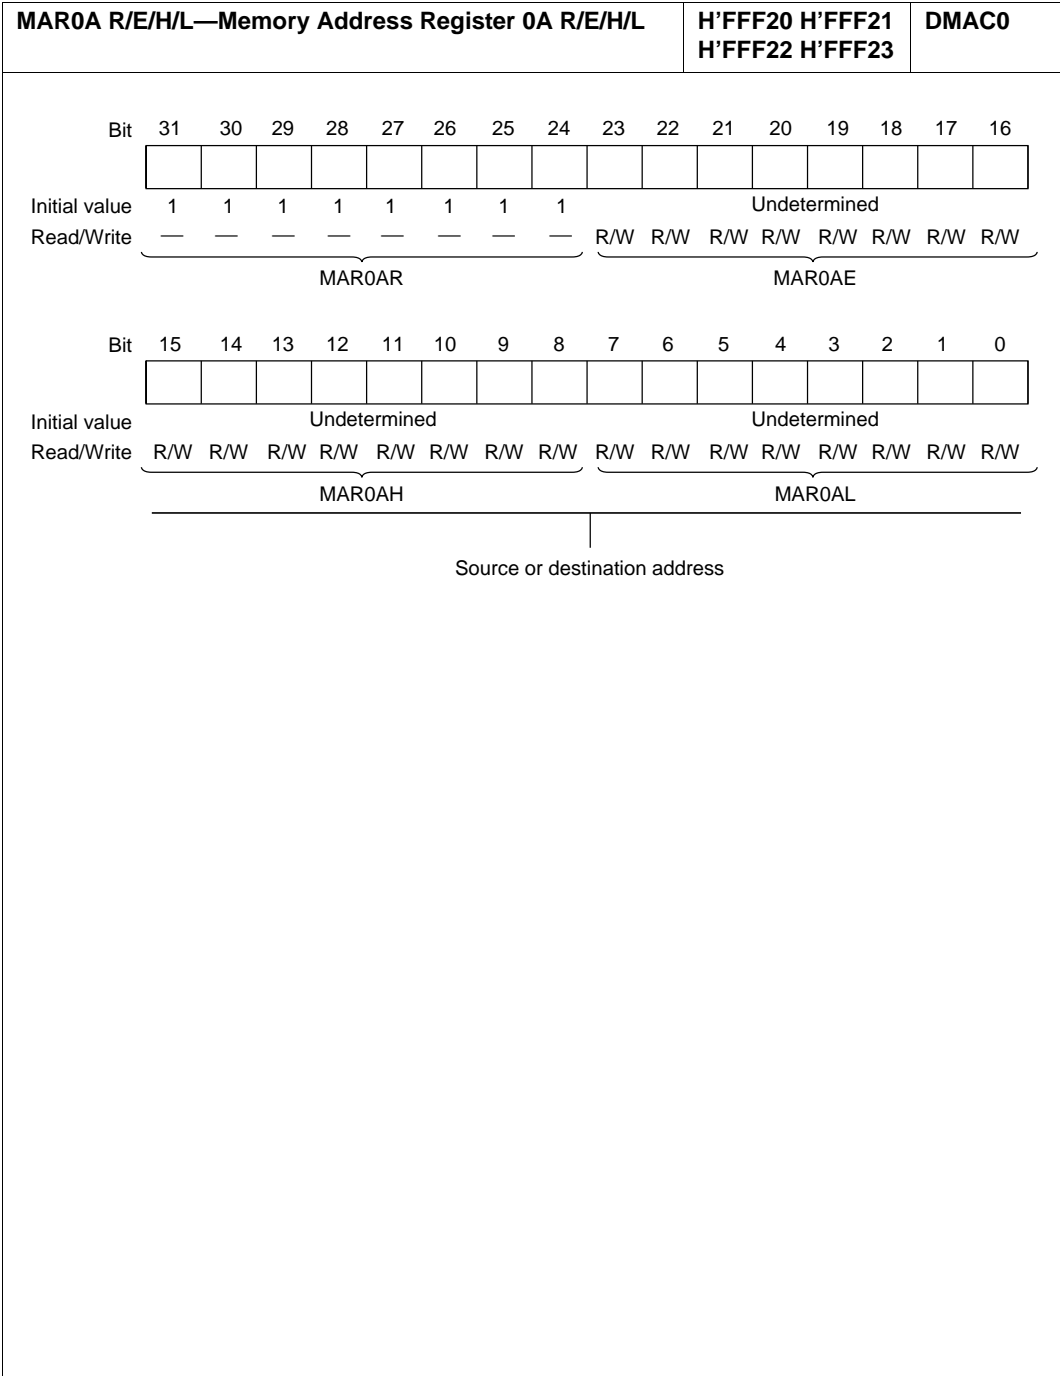 MAR0A R/E/H/L—Memory Address Register 0A R/E/H/L
H’FFF20 H’FFF21
H’FFF22 H’FFF23
DMAC0
Bit 31 30 29 28 27 26 25 24 23 22 21 20 19 18 17 16
Initial value 1 1 1 1 1 1 1 1 Undetermined
Read/Write — — — — — — — — R/W R/W R/W R/W R/W R/W R/W R/W
MAR0AR MAR0AE
Bit 15 14 13 12 11 10 9 8 7 6 5 4 3 2 1 0
Initial value Undetermined Undetermined
Read/Write R/W R/W R/W R/W R/W R/W R/W R/W R/W R/W R/W R/W R/W R/W R/W R/W
MAR0AH MAR0AL
Source or destination address